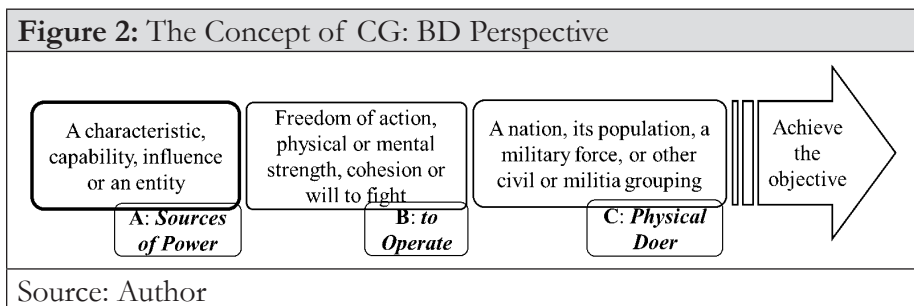 Figure 2: The Concept of CG: BD Perspective
A characteristic,
capability, influence
or an entity
A: Sources
of Power
Freedom of action,
physical or mental
strength, cohesion or
will to fight
B: to
Operate
A nation, its population, a
military force, or other
civil or militia grouping
C: Physical
Doer
Achieve
the
objective
Source: Author